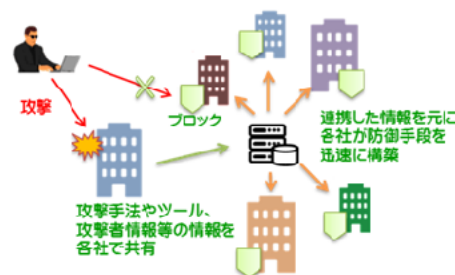 攻撃
ブロック
連携した情報を元に
各社が防御手段を
迅速に構築
攻撃手法やツール、
攻撃者情報等の情報を
各社で共有